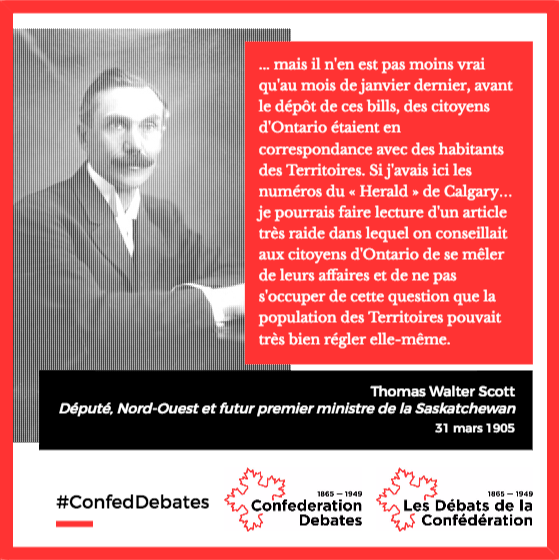 ... mais il n'en est pas moins vrai
qu'au mois de janvier dernier, avant
le dépôt de ces bills, des citoyens
d'Ontario étaient en
correspondance avec des habitants
des Territoires. Si j'avais ici les
numéros du « Herald » de Calgary...
je pourrais faire lecture d'un article
très raide dans lequel on conseillait
aux citoyens d'Ontario de se mêler
de leurs affaires et de ne pas
s'occuper de cette question que la
population des Territoires pouvait
très bien régler elle-même.
Thomas Walter Scott
Député, Nord-Ouest et futur premier ministre de la Saskatchewan
31 mars 1905
#ConfedDebates
1865 — 1949
Confederation
Debates
1865 — 1949
Les Débats de la
Confédération